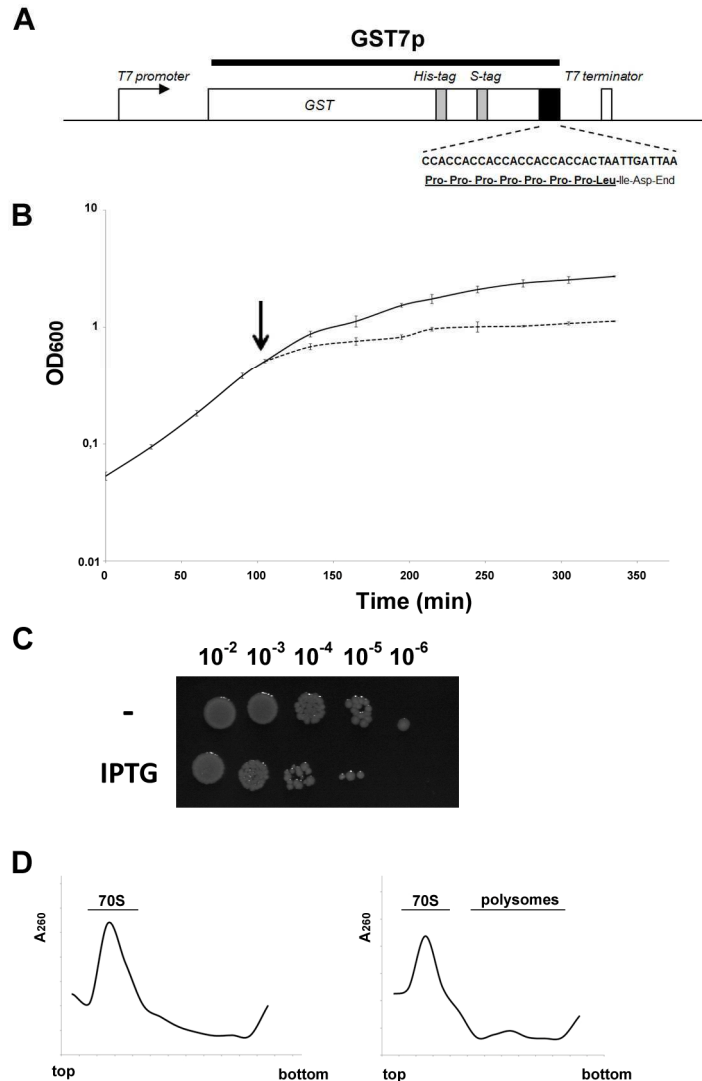 A
GST7p
T7 promoter
His-tag
S-tag
T7 terminator
GST
CCACCACCACCACCACCACCACTAATTGATTAA
Pro- Pro- Pro- Pro- Pro- Pro- Pro-Leu-Ile-Asp-End
B
10
1
0,1
0.01
OD600
0 50 100 150 200 250 300 350
Time (min)
C
10-2 10-3 10-4 10-5 10-6
-
IPTG
D
70S
A260
top bottom
70S polysomes
A260
top bottom